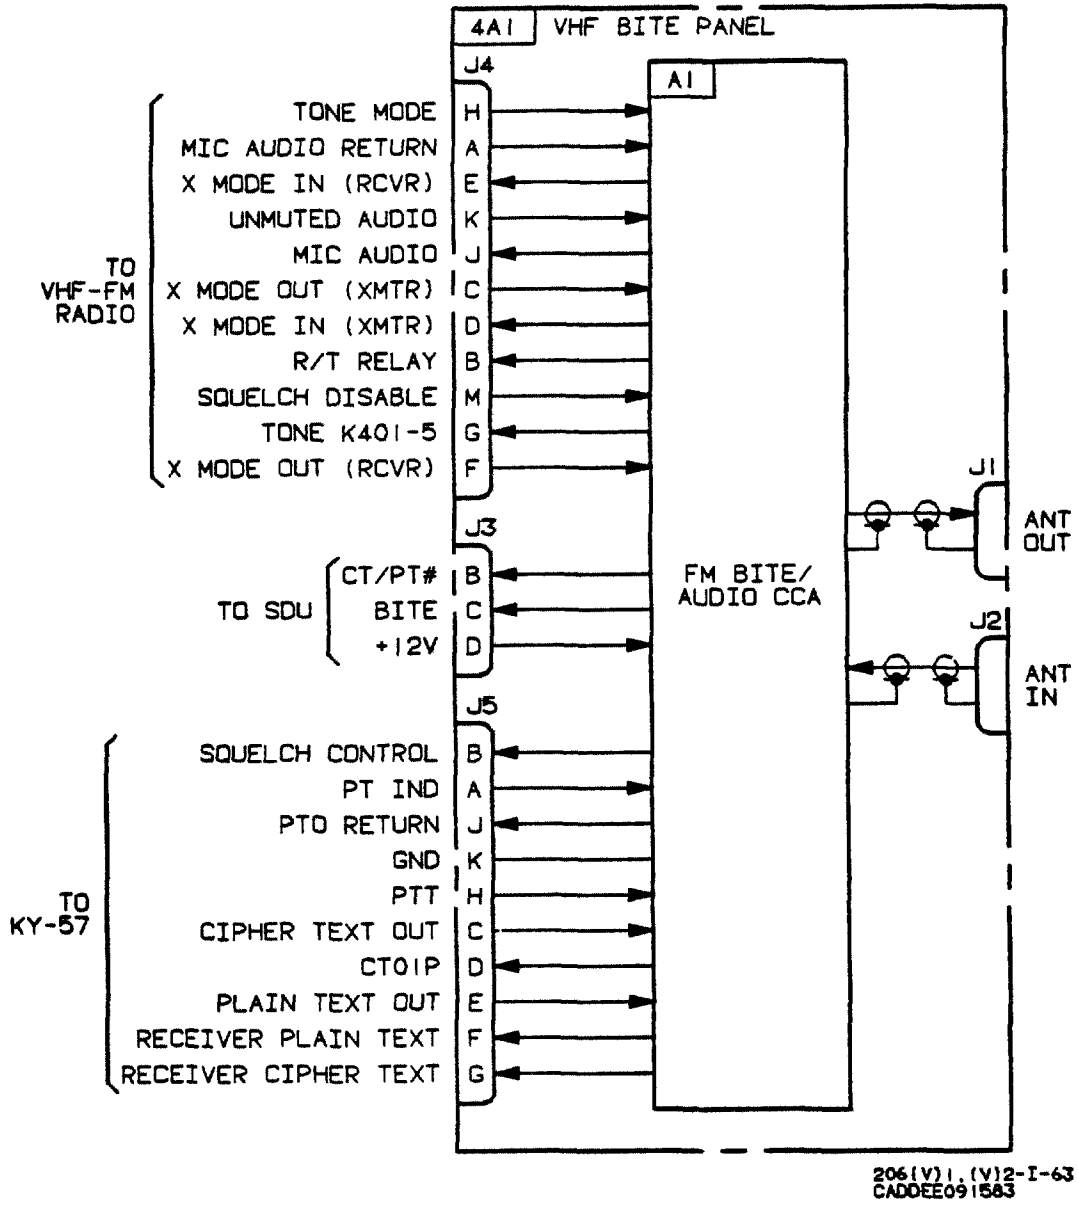 4A1 VHF BITE PANEL
J4
A1
TONE MODE H
MIC AUDIO RETURN A
X MODE IN (RCVR) E
UNMUTED AUDIO K
MIC AUDIO J
TO
VHF-FM
RADIO
X MODE OUT (XMTR) C
X MODE IN (XMTR) D
R/T RELAY B
SQUELCH DISABLE M
TONE K401-5 G
X MODE OUT (RCVR) F
J1
ANT
OUT
J3
TO SDU
CT/PT# B
BITE C
+12V D
FM BITE/
AUDIO CCA
J2
ANT
IN
J5
SQUELCH CONTROL B
PT IND A
PTO RETURN J
GND K
PTT H
TO
KY-57
CIPHER TEXT OUT C
CTOIP D
PLAIN TEXT OUT E
RECEIVER PLAIN TEXT F
RECEIVER CIPHER TEXT G
206(V)1,(V)2-I-63
CADDEE091583